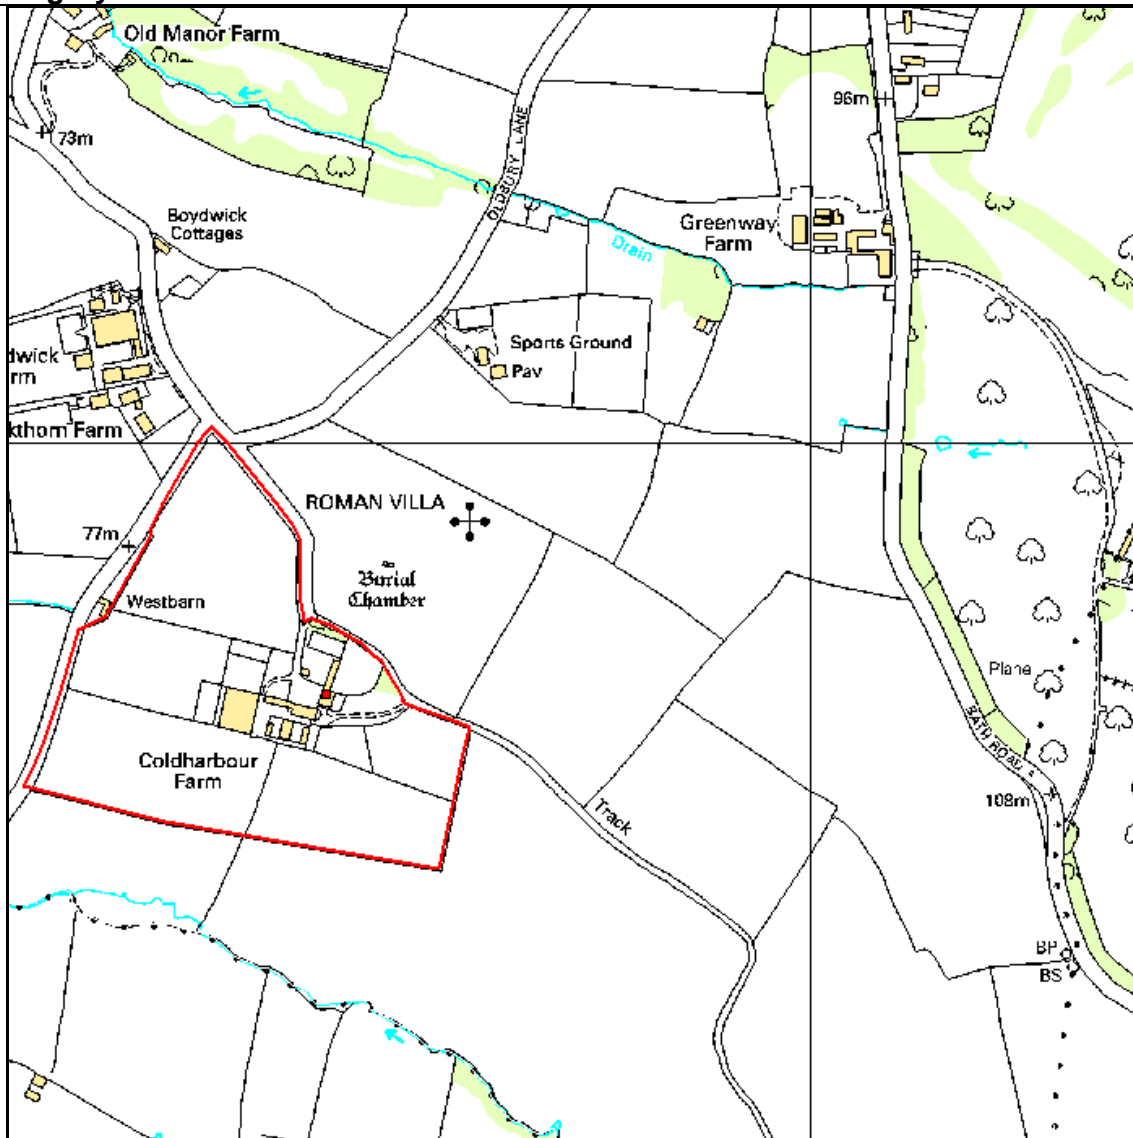 Old Manor Farm
96m
73m
OLDBURY LANE
Boydwick
Cottages
Greenway
Farm
Drain
Sports Ground
Pav
dwick
rm
kthorn Farm
ROMAN VILLA
77m
Burial
Chamber
Westbarn
Plane
BATH ROAD
Coldharbour
Farm
108m
Track
BP
BS